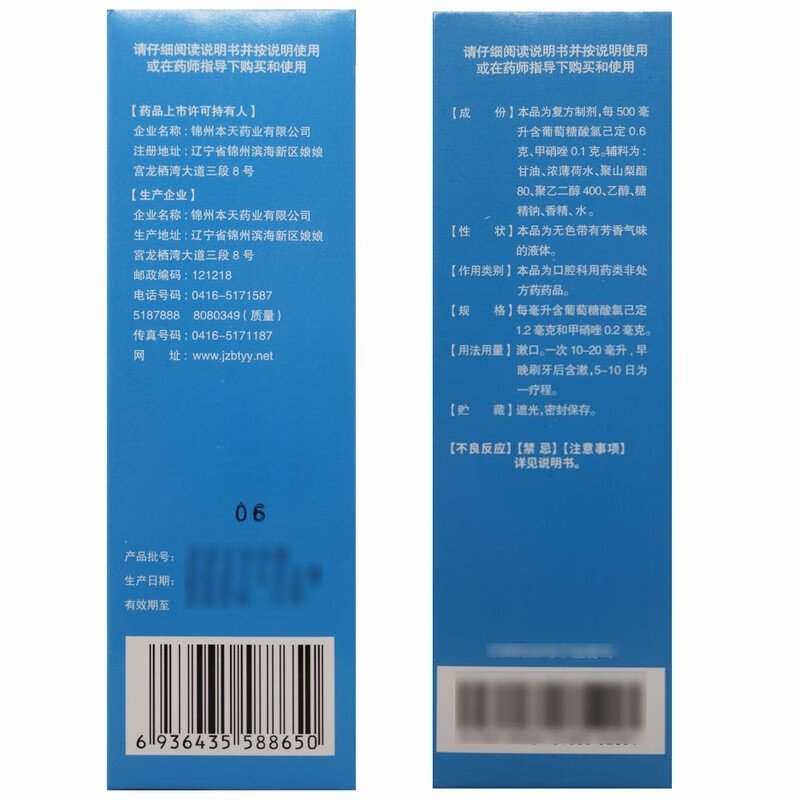 请仔细阅读说明书并按说明使用
或在药师指导下购买和使用
【药品上市许可持有人】
企业名称:锦州本天药业有限公司
注册地址:辽宁省锦州滨海新区娘娘
宫龙栖湾大道三段8号
【生产企业】
企业名称:锦州本天药业有限公司
生产地址:辽宁省锦州滨海新区娘娘
宫龙栖湾大道三段8号
邮政编码:121218
电话号码:0416-5171587
5187888 8080349(质量)
传真号码:0416-5171187
网 址:www.jzbtyy.net
06
产品批号:
生产日期:
有效期至
6 936435 588650
请仔细阅读说明书并按说明使用
或在药师指导下购买和使用
【成 份】本品为复方制剂,每500毫
升含葡萄糖酸氯己定0.6
克、甲硝唑0.1克。辅料为:
甘油、浓薄荷水、聚山梨酯
80、聚乙二醇400、乙醇、糖
精钠、香精、水。
【性 状】本品为无色带有芳香气味
的液体。
【作用类别】本品为口腔科用药类非处
方药药品。
【规 格】每毫升含葡萄糖酸氯己定
1.2毫克和甲硝唑0.2毫克。
【用法用量】漱口。一次10-20毫升,早
晚刷牙后含漱,5-10日为
一疗程。
【贮 藏】遮光,密封保存。
【不良反应】【禁 忌】【注意事项】
详见说明书。